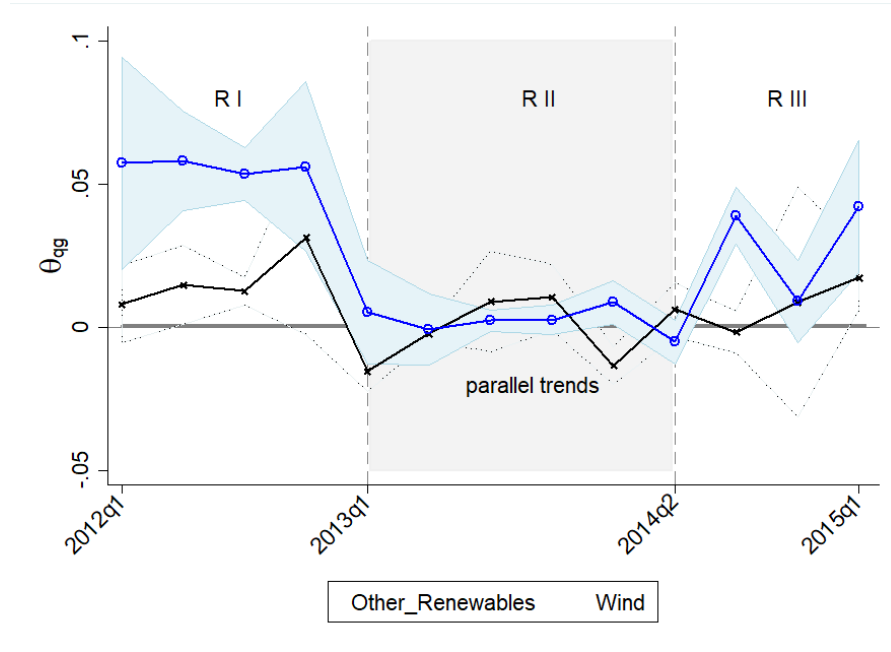 .1
R I
R II
R III
.05
θqg
0
parallel trends
-.05
2012q1
2013q1
2014q2
2015q1
Other_Renewables Wind